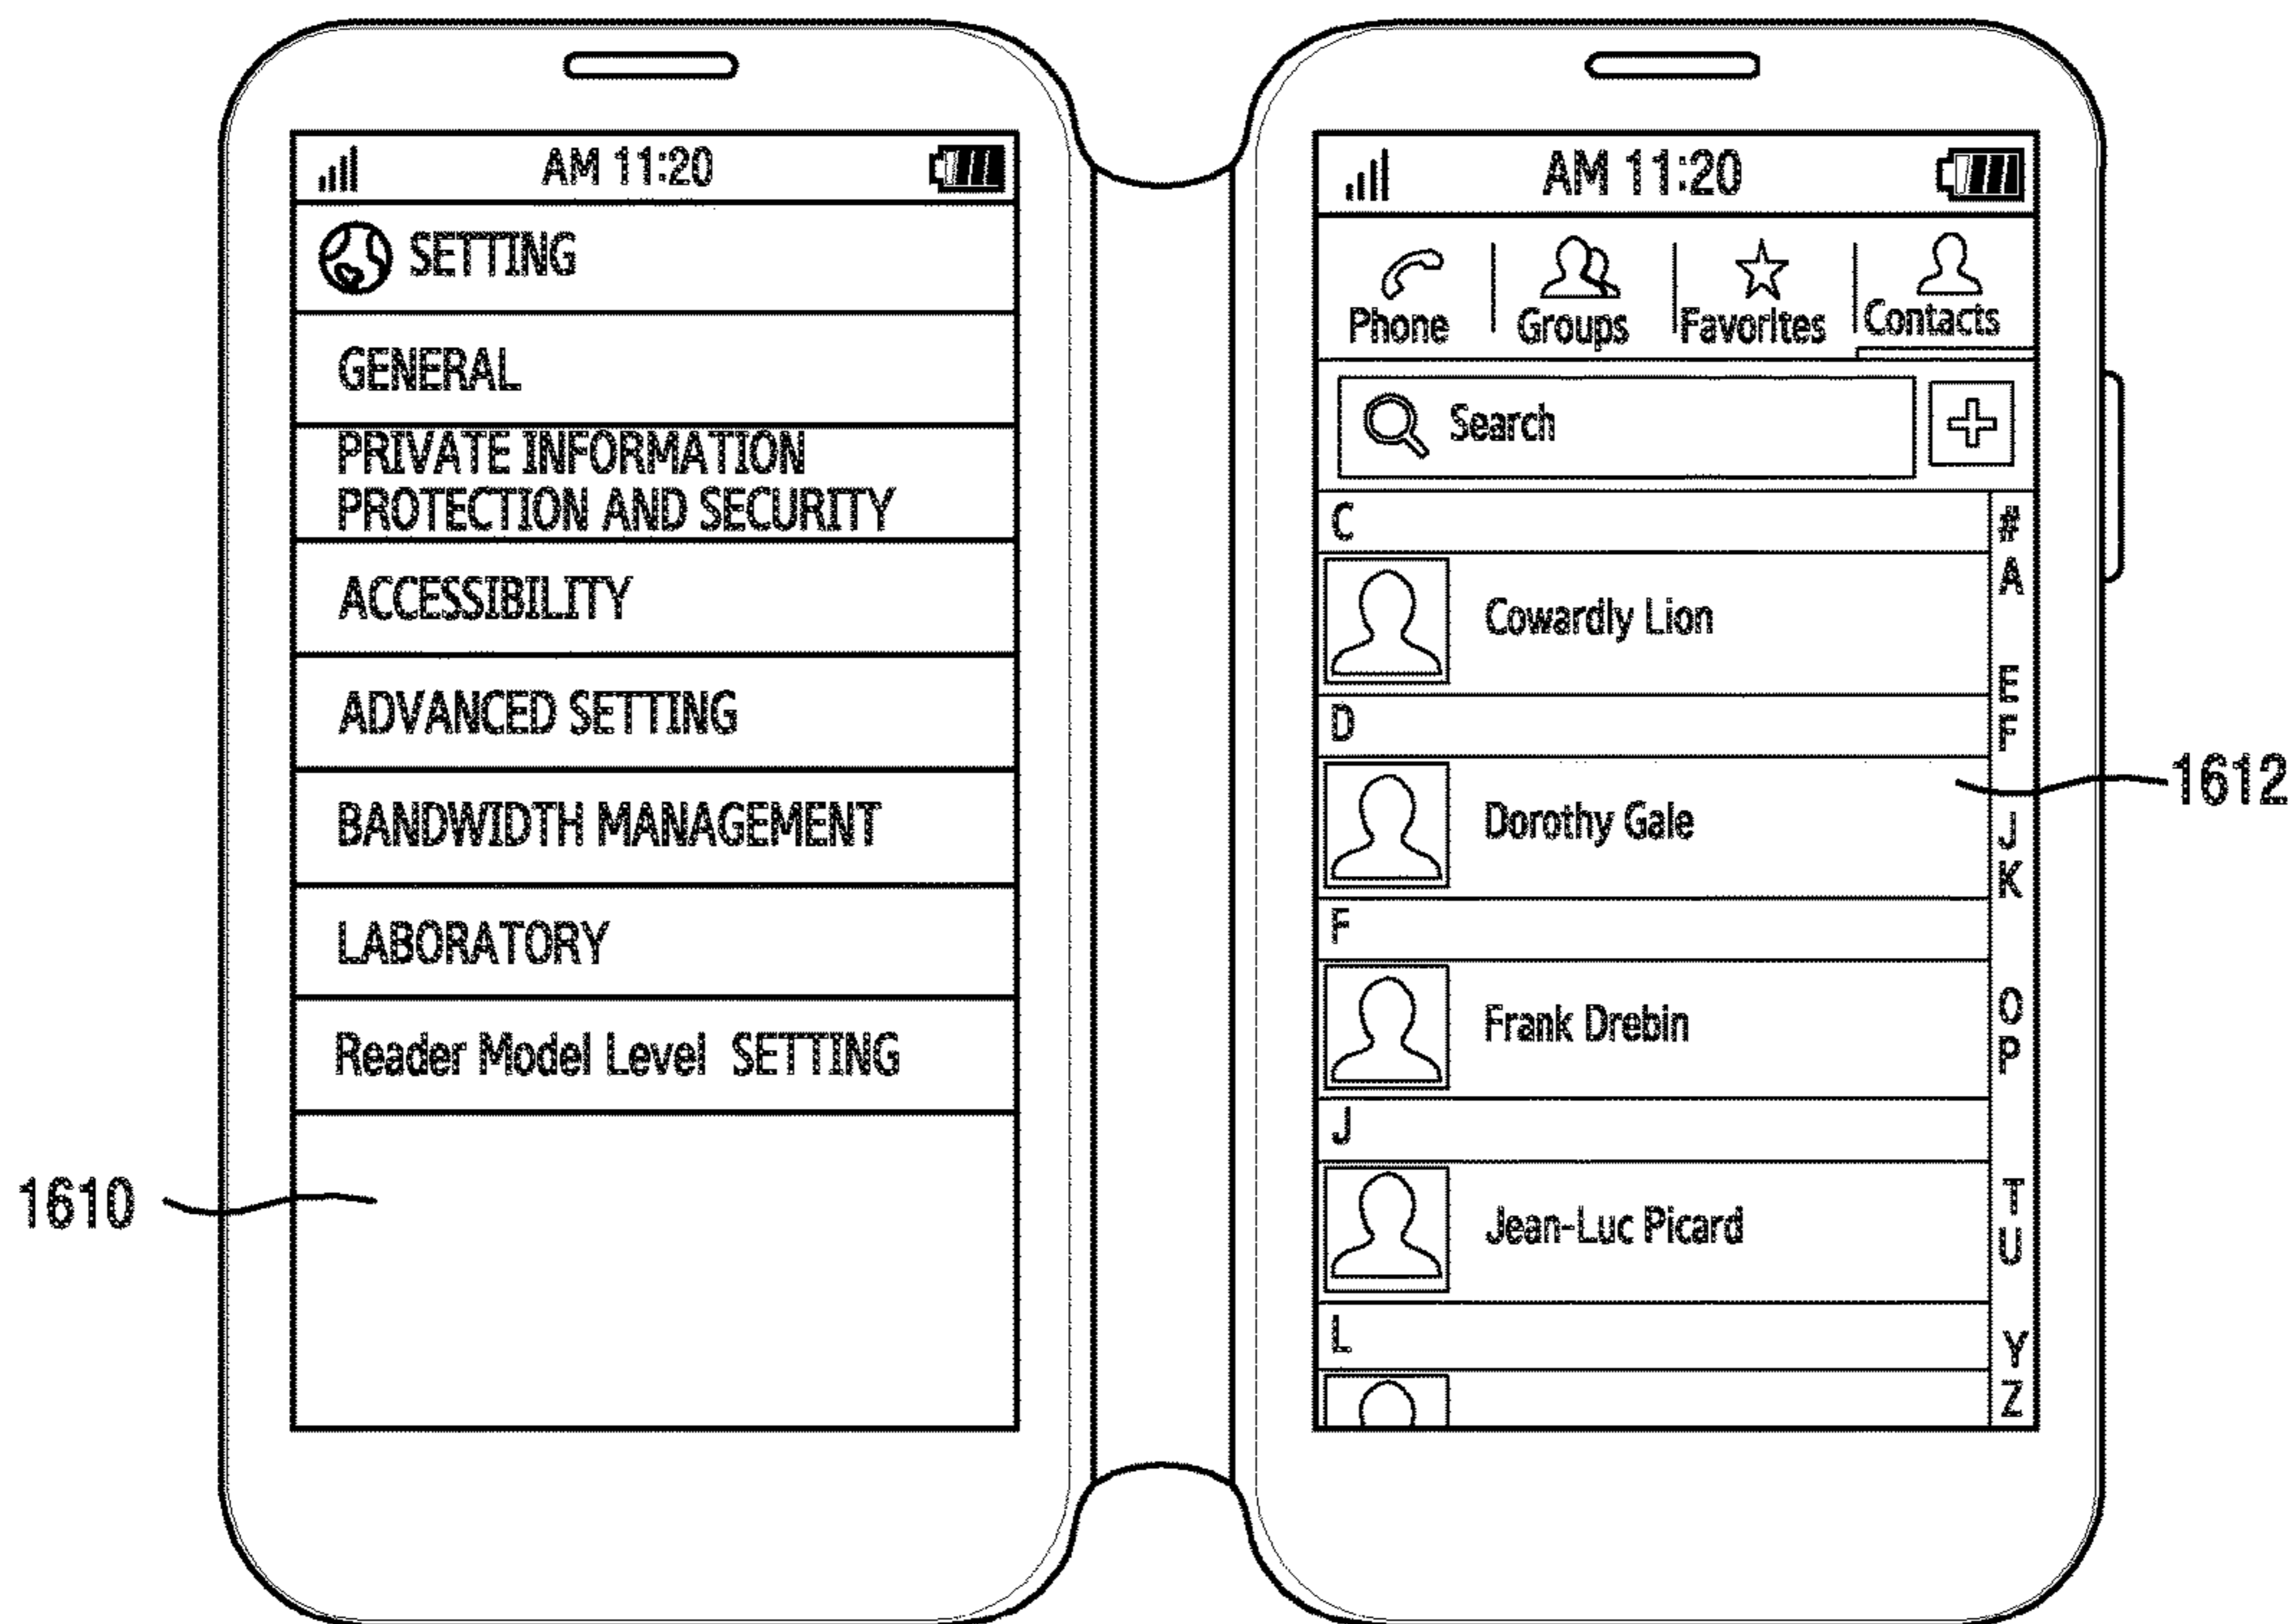 AM 11:20
SETTING
GENERAL
PRIVATE INFORMATION
PROTECTION AND SECURITY
ACCESSIBILITY
ADVANCED SETTING
BANDWIDTH MANAGEMENT
LABORATORY
Reader Model Level SETTING
1610
AM 11:20
Phone Groups Favorites Contacts
Search
C
Cowardly Lion
D
Dorothy Gale
F
Frank Drebin
J
Jean-Luc Picard
L
#
A
E
F
J
K
O
P
T
U
Y
Z
1612